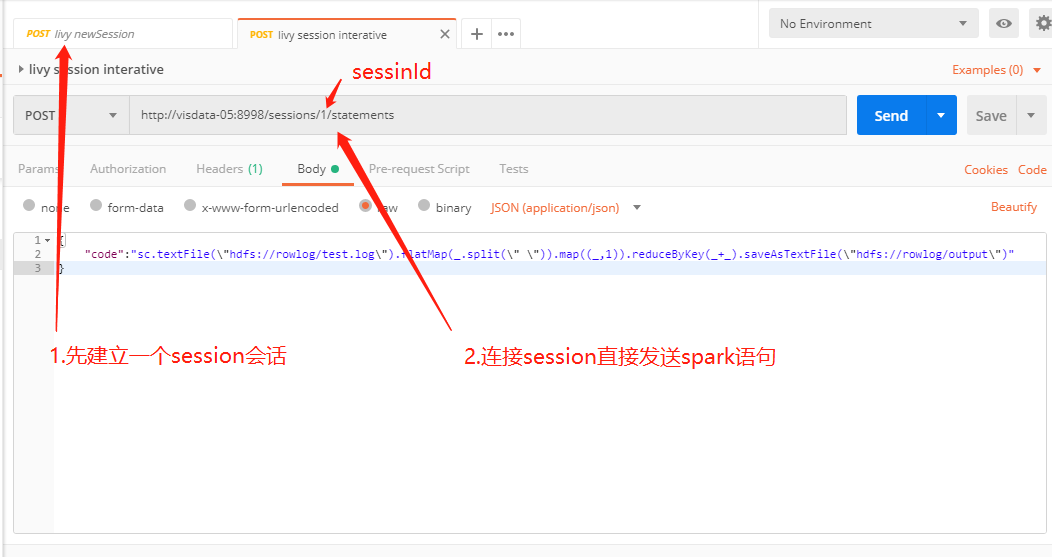 POST livy newSession
POST livy session interative
No Environment
livy session interative
sessinId
Examples (0)
POST
http://visdata-05:8998/sessions/1/statements
Send
Save
Params
Authorization
Headers (1)
Body
Pre-request Script
Tests
Cookies
Code
none
form-data
x-www-form-urlencoded
raw
binary
JSON (application/json)
Beautify
1 {
2 "code":"sc.textFile(\"hdfs://rowlog/test.log\").flatMap(_.split(\" \")).map((_,1)).reduceByKey(_+_).saveAsTextFile(\"hdfs://rowlog/output\")"
3 }
1.先建立一个session会话
2.连接session直接发送spark语句